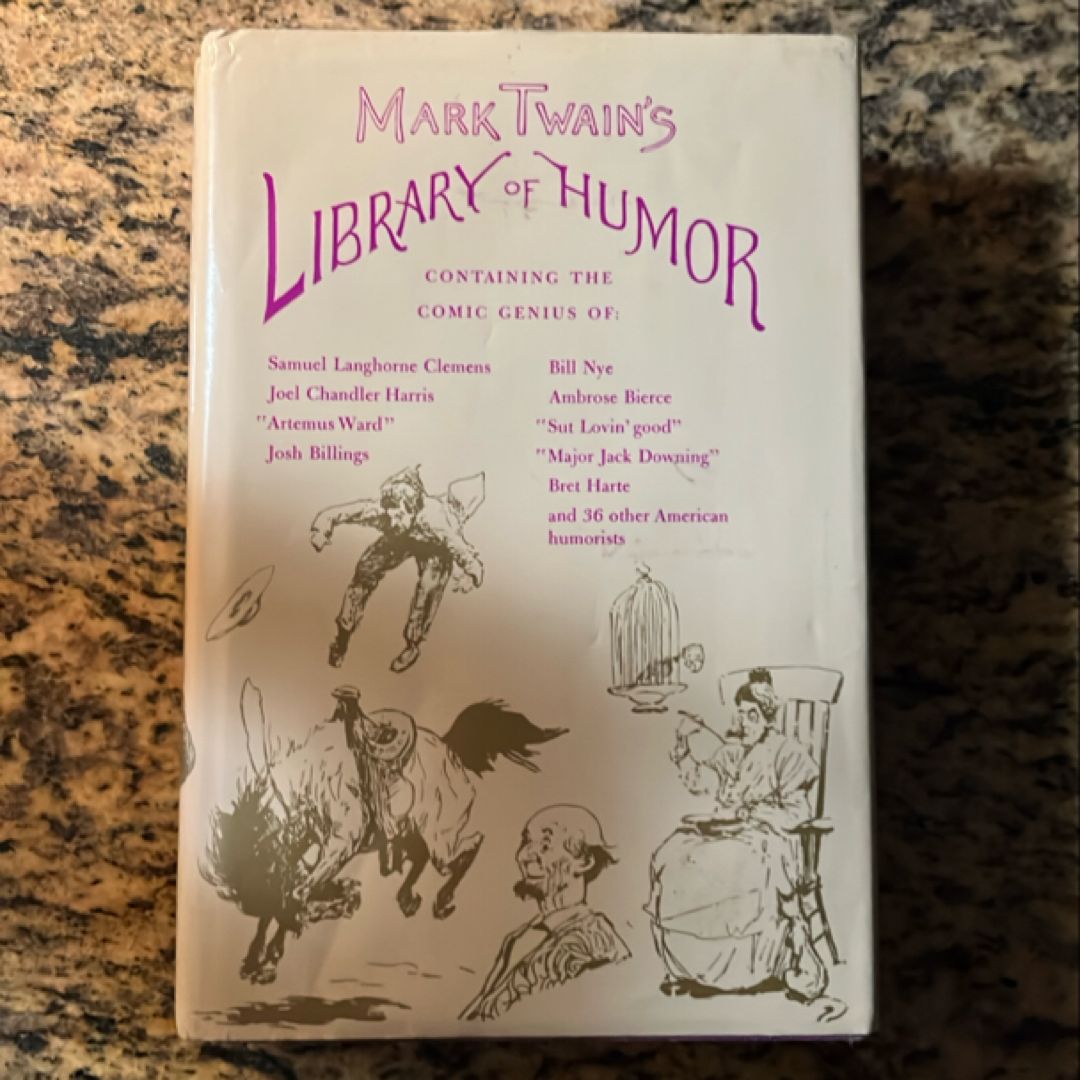 MARK TWAIN'S
LIBRARY OF HUMOR
CONTAINING THE
COMIC GENIUS OF:
Samuel Langhorne Clemens
Joel Chandler Harris
"Artemus Ward"
Josh Billings
Bill Nye
Ambrose Bierce
"Sut Lovin' good"
"Major Jack Downing"
Bret Harte
and 36 other American
humorists